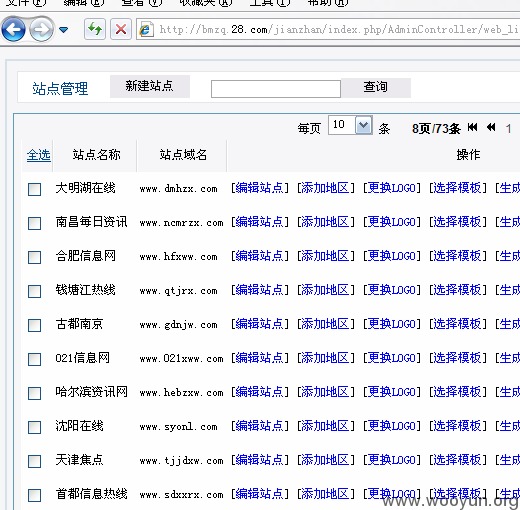 文件(F) 编辑(E) 查看(V) 收藏夹(A) 工具(T) 帮助(H)
http://bmzq.28.com/jianzhan/index.php/AdminController/web_li
站点管理 新建站点 查询
每页 10 条 8页/73条 1
全选 站点名称 站点域名 操作
大明湖在线 www.dmhzx.com [编辑站点] [添加地区] [更换LOGO] [选择模板] [生成
南昌每日资讯 www.ncmrzx.com [编辑站点] [添加地区] [更换LOGO] [选择模板] [生成
合肥信息网 www.hfxww.com [编辑站点] [添加地区] [更换LOGO] [选择模板] [生成
钱塘江热线 www.qtjrx.com [编辑站点] [添加地区] [更换LOGO] [选择模板] [生成
古都南京 www.gdnjw.com [编辑站点] [添加地区] [更换LOGO] [选择模板] [生成
021信息网 www.021xww.com [编辑站点] [添加地区] [更换LOGO] [选择模板] [生成
哈尔滨资讯网 www.hebzxw.com [编辑站点] [添加地区] [更换LOGO] [选择模板] [生成
沈阳在线 www.syonl.com [编辑站点] [添加地区] [更换LOGO] [选择模板] [生成
天津焦点 www.tjjdxw.com [编辑站点] [添加地区] [更换LOGO] [选择模板] [生成
首都信息热线 www.sdxxrx.com [编辑站点] [添加地区] [更换LOGO] [选择模板] [生成
www.wooyun.org